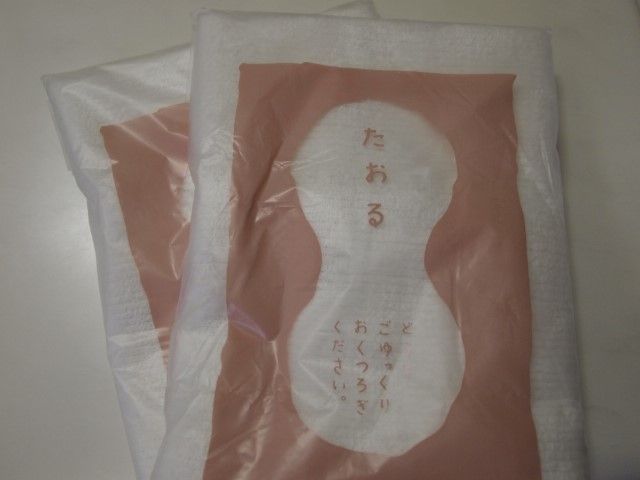 たおる
ど
ごゆっくり
おくつろぎ
ください。